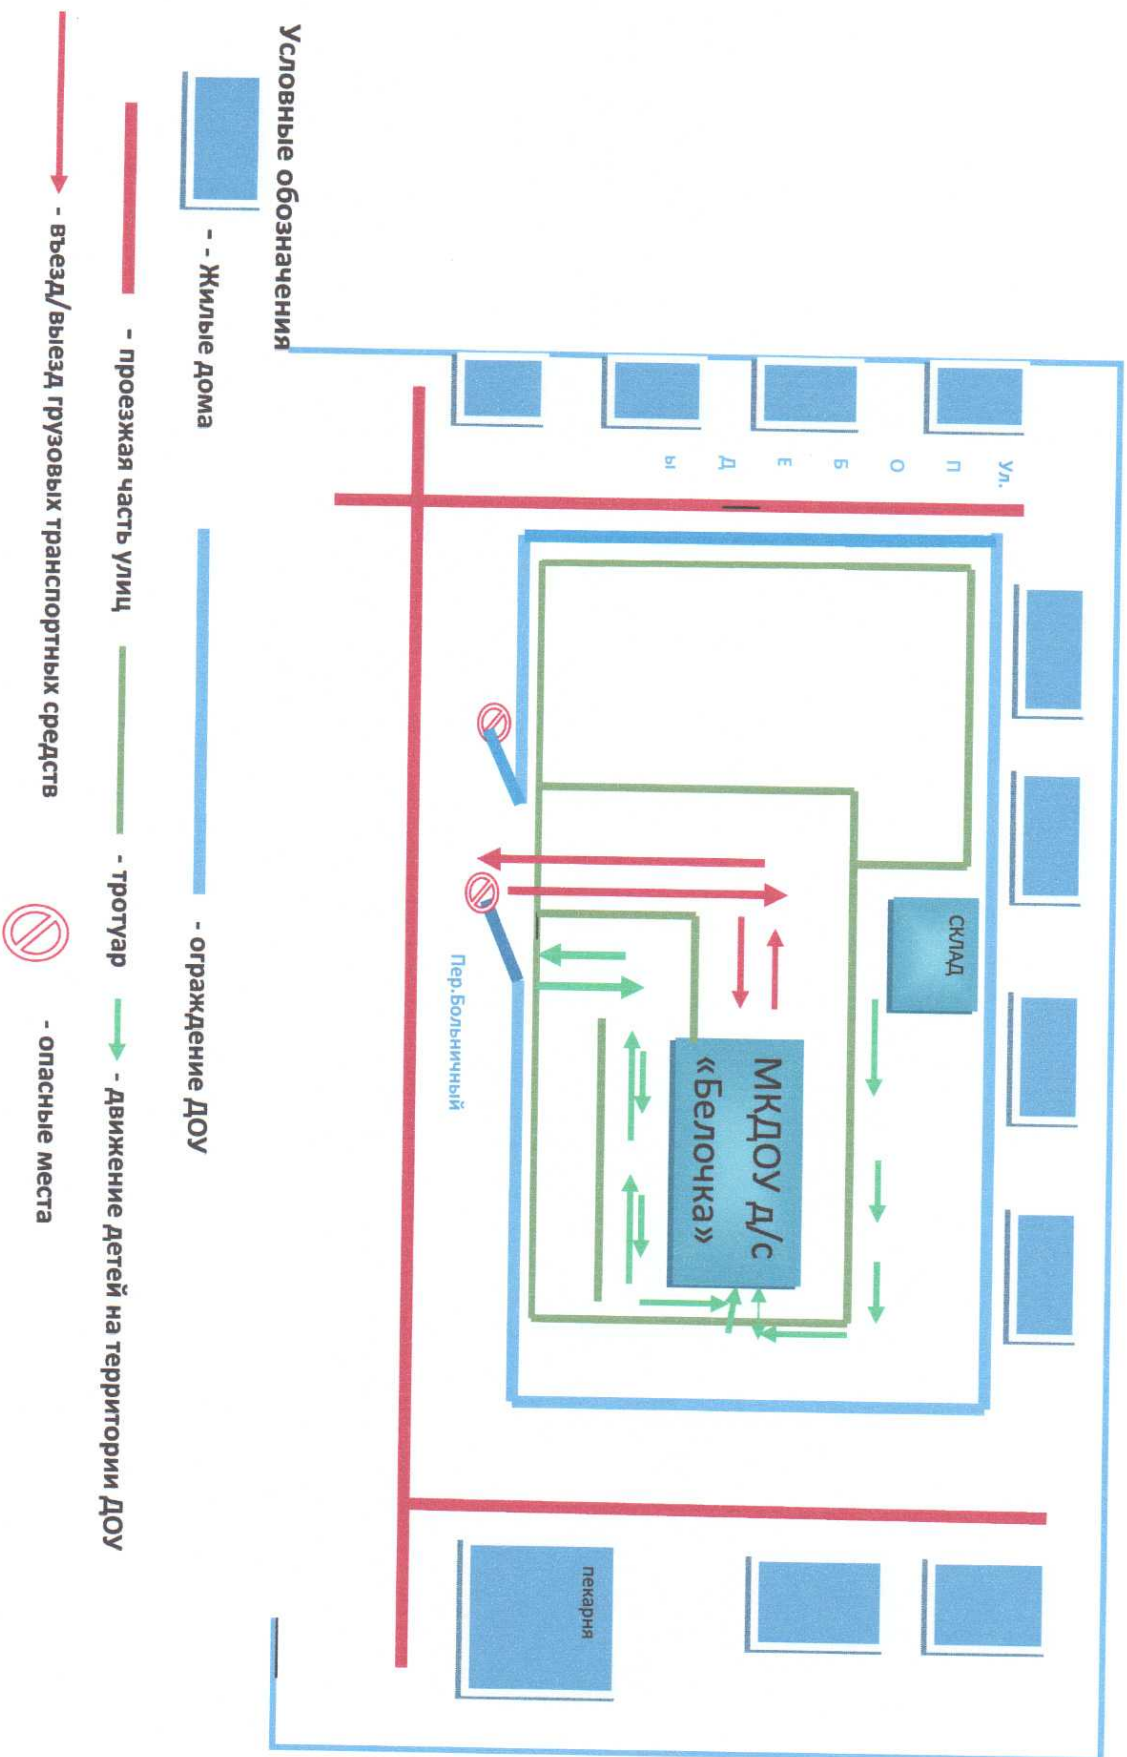 Ул.
П
О
Б
Е
Д
Ы
СКЛАД
МКДОУ д/с
«Белочка»
Пер.Больничный
пекарня
Условные обозначения
- - Жилые дома
- ограждение ДОУ
- проезжая часть улиц
- тротуар
- движение детей на территории ДОУ
- въезд/выезд грузовых транспортных средств
- опасные места